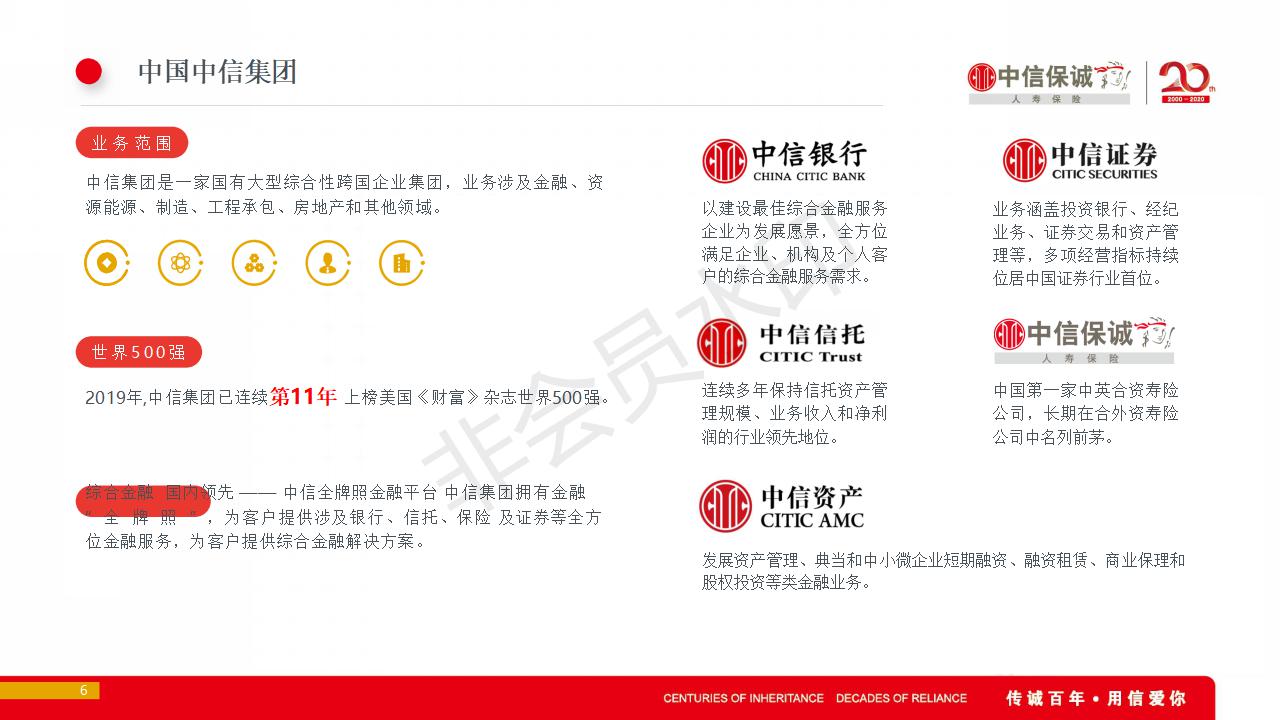 中国中信集团
中信保诚
人寿保险
20th
2000－2020
业务范围
中信集团是一家国有大型综合性跨国企业集团，业务涉及金融、资
源能源、制造、工程承包、房地产和其他领域。
世界500强
2019年,中信集团已连续第11年 上榜美国《财富》杂志世界500强。
综合金融 国内领先 —— 中信全牌照金融平台 中信集团拥有金融
“ 全 牌 照 ”，为客户提供涉及银行、信托、保险 及证券等全方
位金融服务，为客户提供综合金融解决方案。
中信银行
CHINA CITIC BANK
以建设最佳综合金融服务
企业为发展愿景，全方位
满足企业、机构及个人客
户的综合金融服务需求。
中信证券
CITIC SECURITIES
业务涵盖投资银行、经纪
业务、证券交易和资产管
理等，多项经营指标持续
位居中国证券行业首位。
中信信托
CITIC Trust
连续多年保持信托资产管
理规模、业务收入和净利
润的行业领先地位。
中信保诚
人寿保险
中国第一家中英合资寿险
公司，长期在合外资寿险
公司中名列前茅。
中信资产
CITIC AMC
发展资产管理、典当和中小微企业短期融资、融资租赁、商业保理和
股权投资等类金融业务。
非会员水印
6
CENTURIES OF INHERITANCE DECADES OF RELIANCE
传诚百年•用信爱你